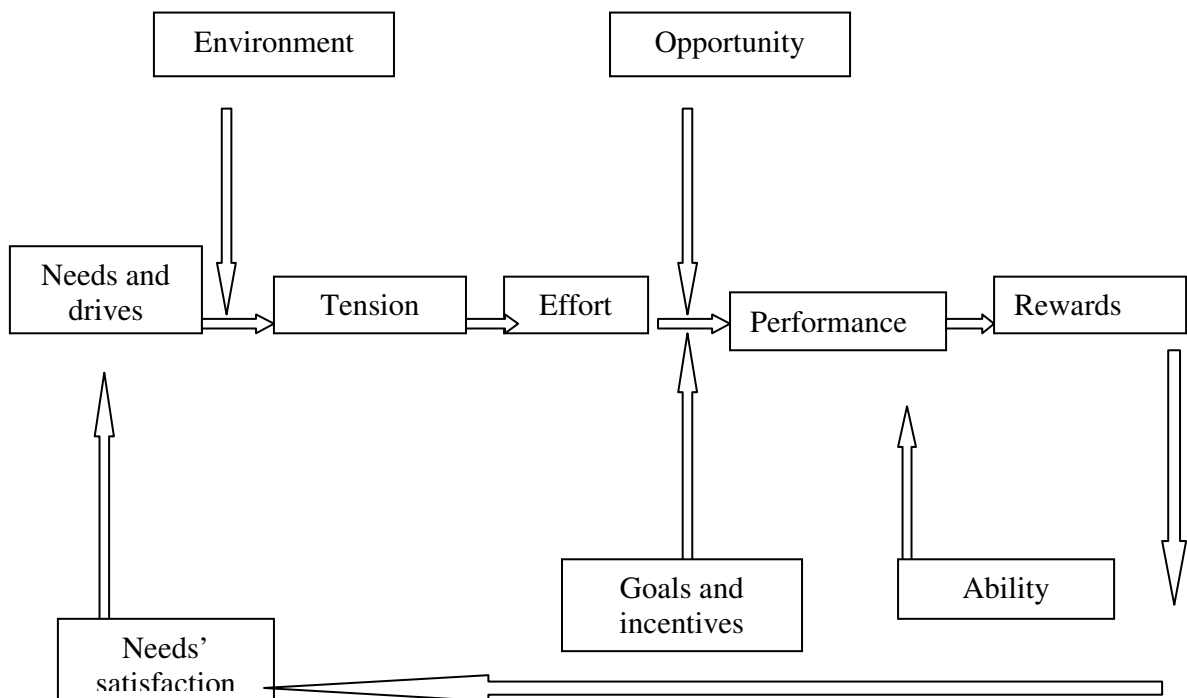 Environment
Opportunity
Needs and
drives
Tension
Effort
Performance
Rewards
Goals and
incentives
Ability
Needs’
satisfaction